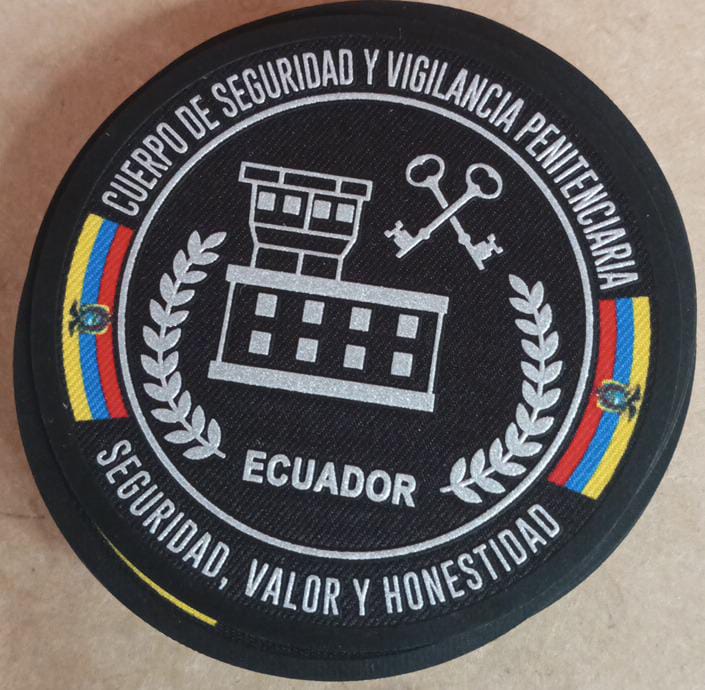 CUERPO DE SEGURIDAD Y VIGILANCIA PENITENCIARIA
ECUADOR
SEGURIDAD, VALOR Y HONESTIDAD